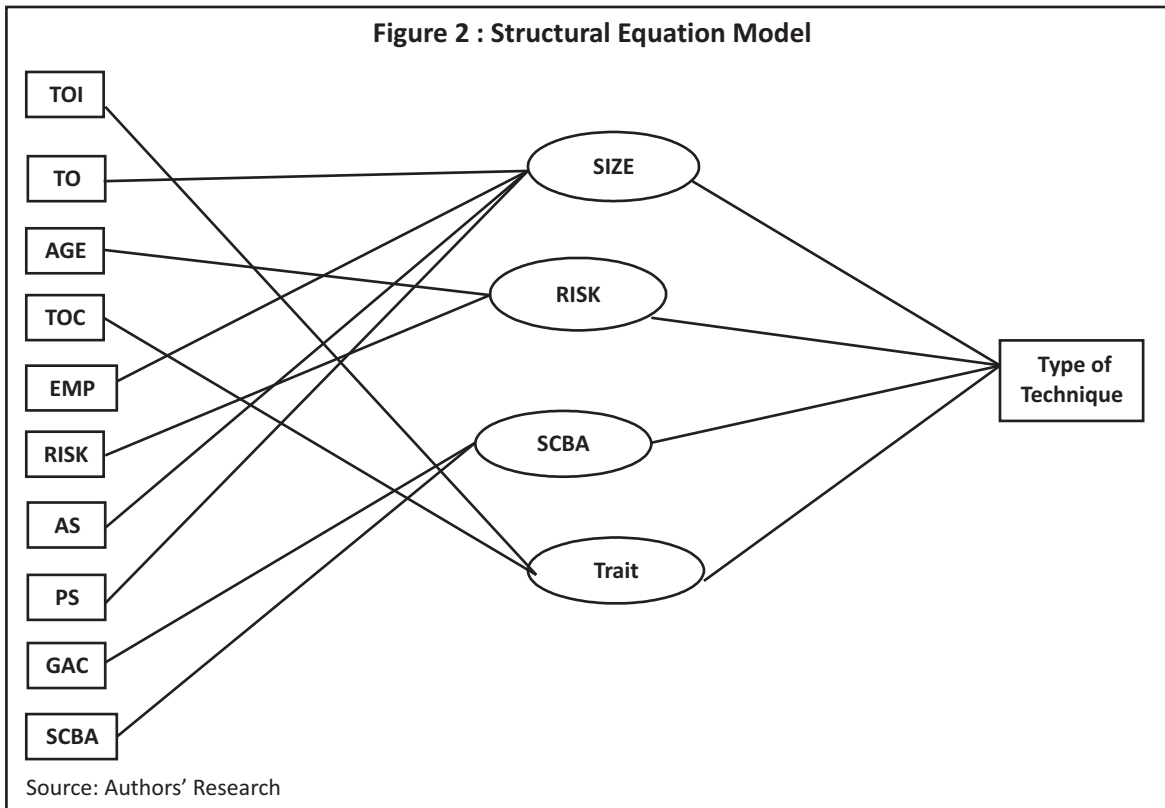 Figure 2 : Structural Equation Model
TOI
TO
AGE
TOC
EMP
RISK
AS
PS
GAC
SCBA
SIZE
RISK
SCBA
Trait
Type of
Technique
Source: Authors’ Research